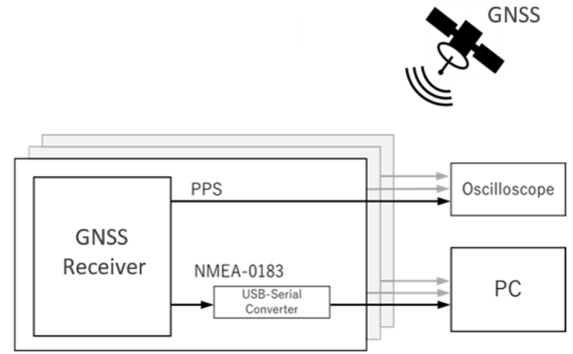 GNSS
PPS
Oscilloscope
GNSS
Receiver
NMEA-0183
USB-Serial
Converter
PC